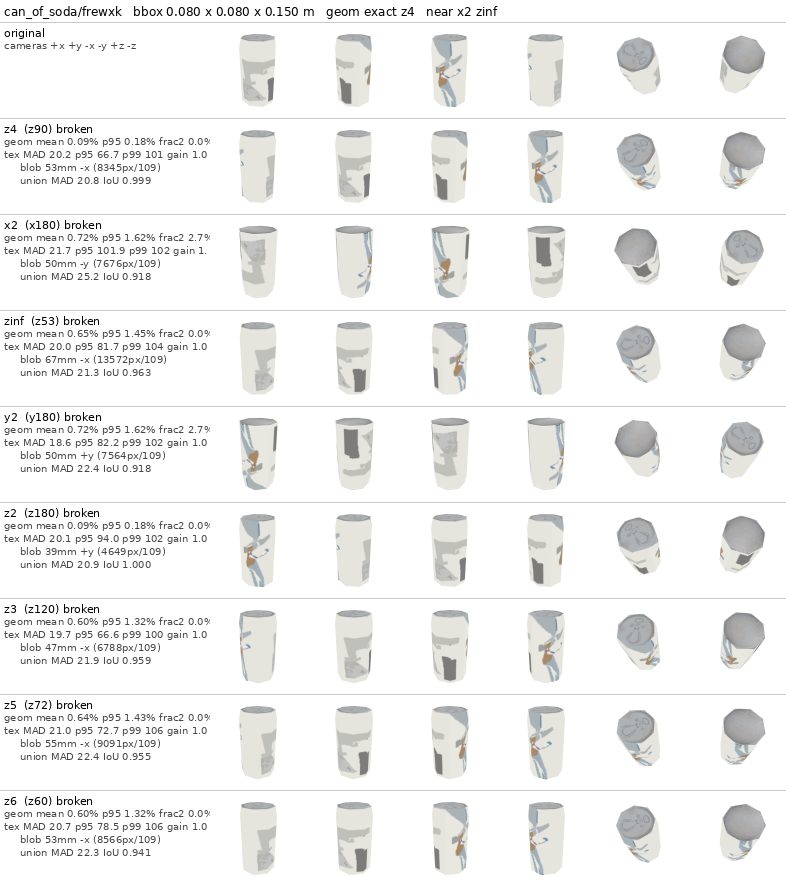 can_of_soda/frewxk bbox 0.080 x 0.080 x 0.150 m geom exact z4 near x2 zinf
original
cameras +x +y -x -y +z -z
z4 (z90) broken
geom mean 0.09% p95 0.18% frac2 0.0%
tex MAD 20.2 p95 66.7 p99 101 gain 1.0
blob 53mm -x (8345px/109)
union MAD 20.8 IoU 0.999
x2 (x180) broken
geom mean 0.72% p95 1.62% frac2 2.7%
tex MAD 21.7 p95 101.9 p99 102 gain 1.
blob 50mm -y (7676px/109)
union MAD 25.2 IoU 0.918
zinf (z53) broken
geom mean 0.65% p95 1.45% frac2 0.0%
tex MAD 20.0 p95 81.7 p99 104 gain 1.0
blob 67mm -x (13572px/109)
union MAD 21.3 IoU 0.963
y2 (y180) broken
geom mean 0.72% p95 1.62% frac2 2.7%
tex MAD 18.6 p95 82.2 p99 102 gain 1.0
blob 50mm +y (7564px/109)
union MAD 22.4 IoU 0.918
z2 (z180) broken
geom mean 0.09% p95 0.18% frac2 0.0%
tex MAD 20.1 p95 94.0 p99 102 gain 1.0
blob 39mm +y (4649px/109)
union MAD 20.9 IoU 1.000
z3 (z120) broken
geom mean 0.60% p95 1.32% frac2 0.0%
tex MAD 19.7 p95 66.6 p99 100 gain 1.0
blob 47mm -x (6788px/109)
union MAD 21.9 IoU 0.959
z5 (z72) broken
geom mean 0.64% p95 1.43% frac2 0.0%
tex MAD 21.0 p95 72.7 p99 106 gain 1.0
blob 55mm -x (9091px/109)
union MAD 22.4 IoU 0.955
z6 (z60) broken
geom mean 0.60% p95 1.32% frac2 0.0%
tex MAD 20.7 p95 78.5 p99 106 gain 1.0
blob 53mm -x (8566px/109)
union MAD 22.3 IoU 0.941